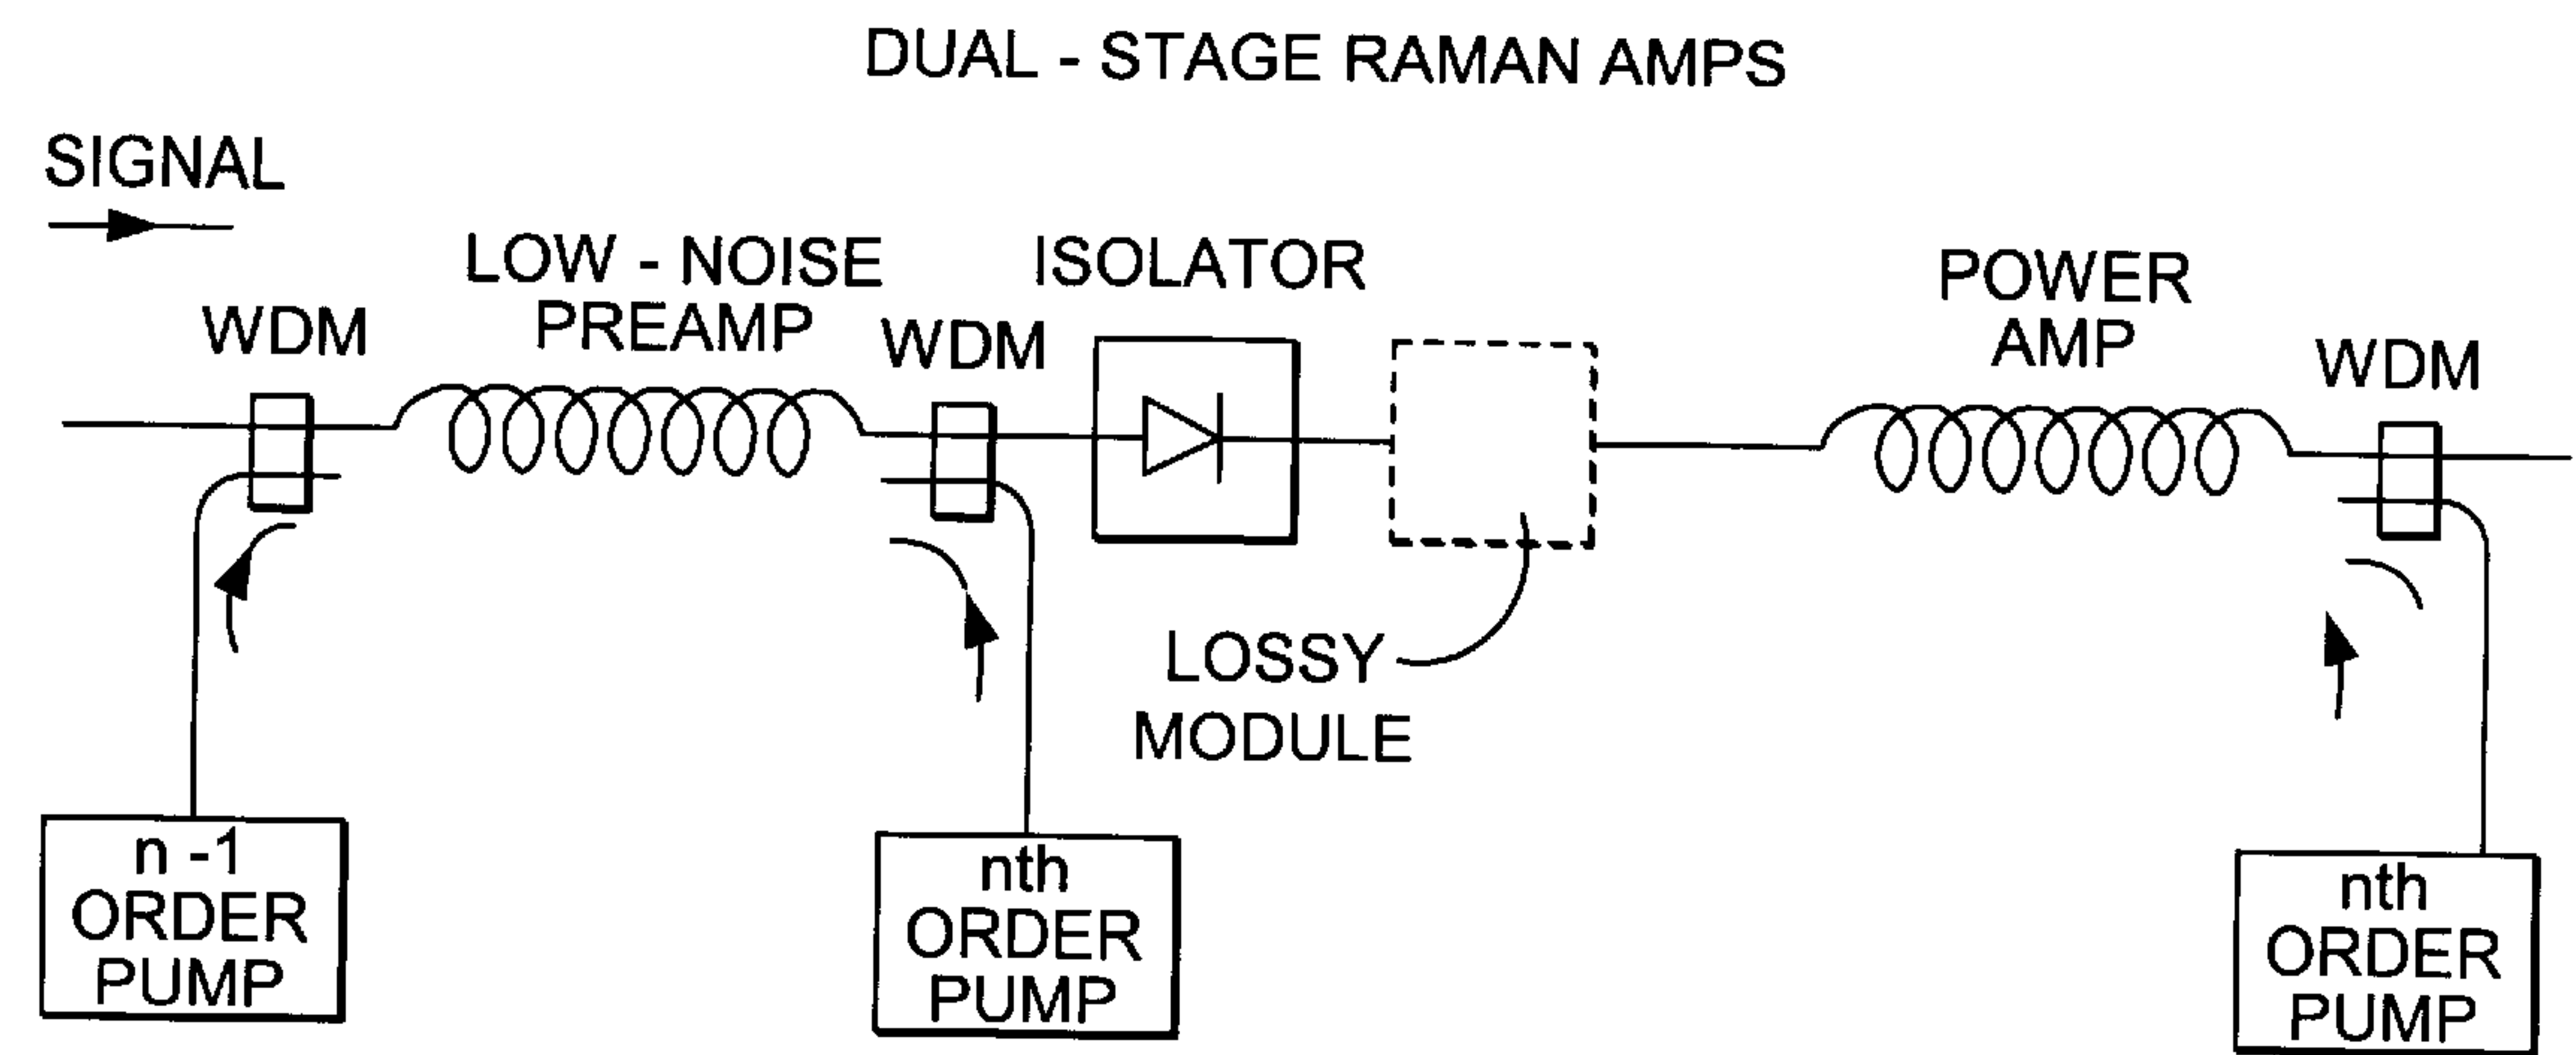 DUAL - STAGE RAMAN AMPS
SIGNAL
LOW - NOISE
PREAMP
ISOLATOR
POWER
AMP
WDM
WDM
WDM
LOSSY
MODULE
n -1
ORDER
PUMP
nth
ORDER
PUMP
nth
ORDER
PUMP